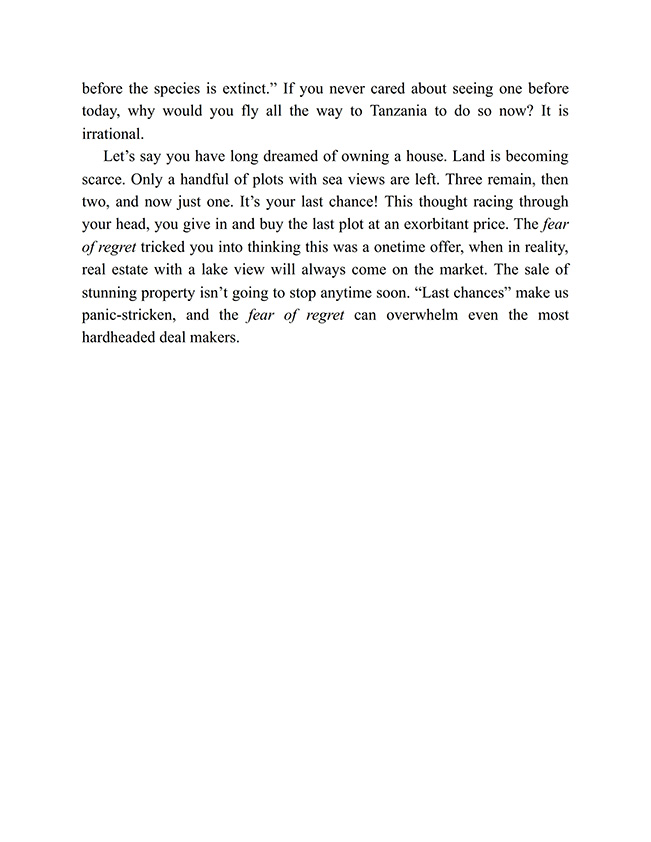 before the species is extinct.” If you never cared about seeing one before
today, why would you fly all the way to Tanzania to do so now? It is
irrational.
Let’s say you have long dreamed of owning a house. Land is becoming
scarce. Only a handful of plots with sea views are left. Three remain, then
two, and now just one. It’s your last chance! This thought racing through
your head, you give in and buy the last plot at an exorbitant price. The fear
of regret tricked you into thinking this was a onetime offer, when in reality,
real estate with a lake view will always come on the market. The sale of
stunning property isn’t going to stop anytime soon. “Last chances” make us
panic-stricken, and the fear of regret can overwhelm even the most
hardheaded deal makers.